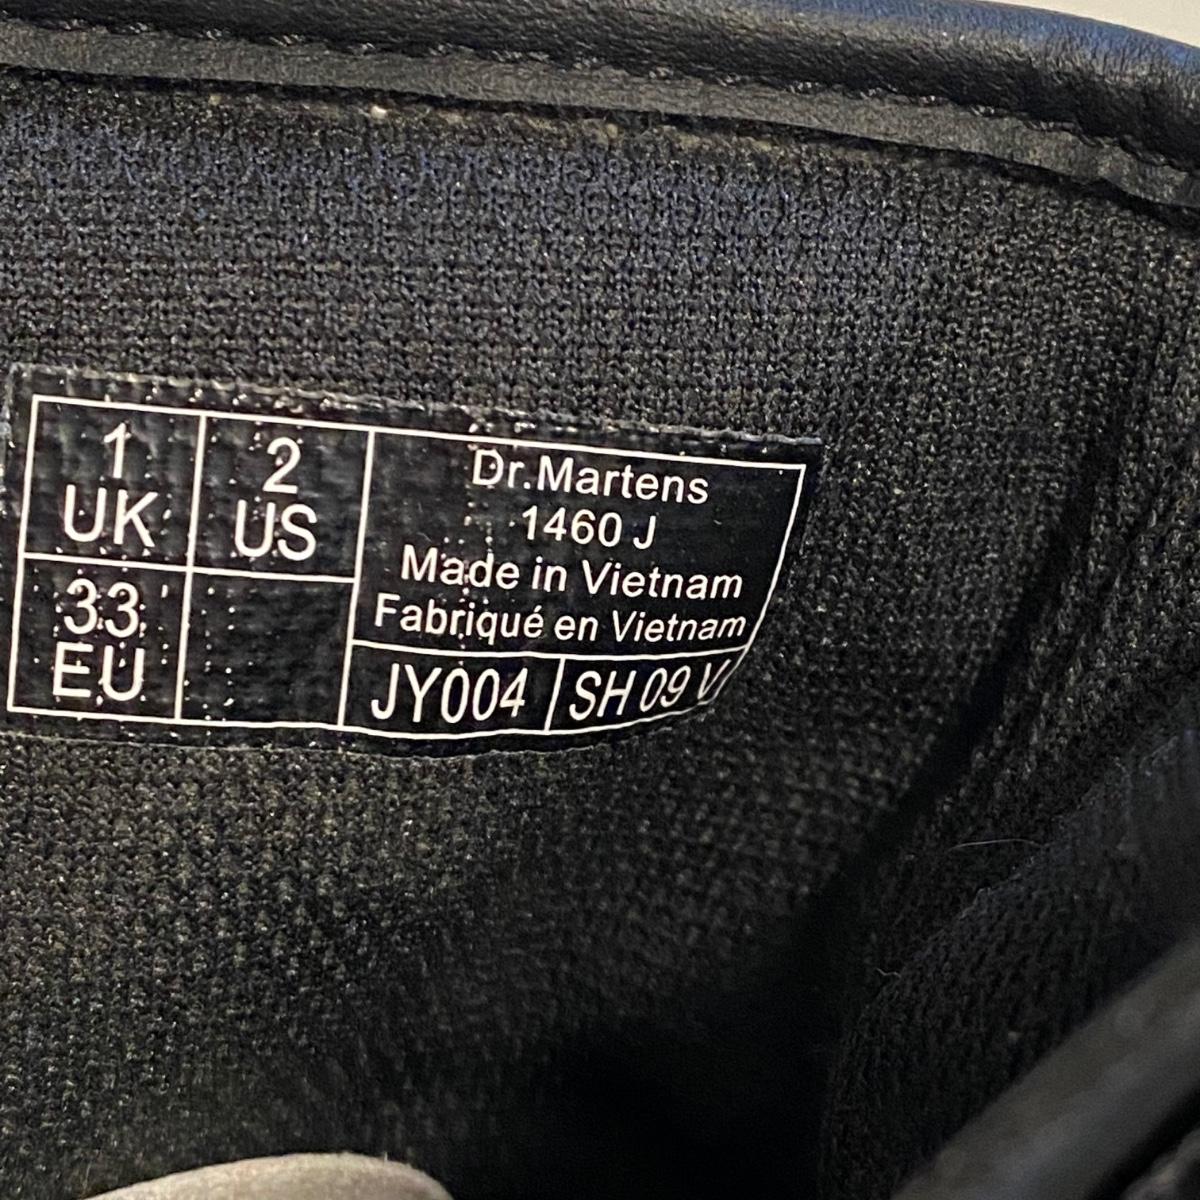 1
UK
2
US
33
EU
Dr.Martens
1460 J
Made in Vietnam
Fabriqué en Vietnam
JY004
SH 09 V